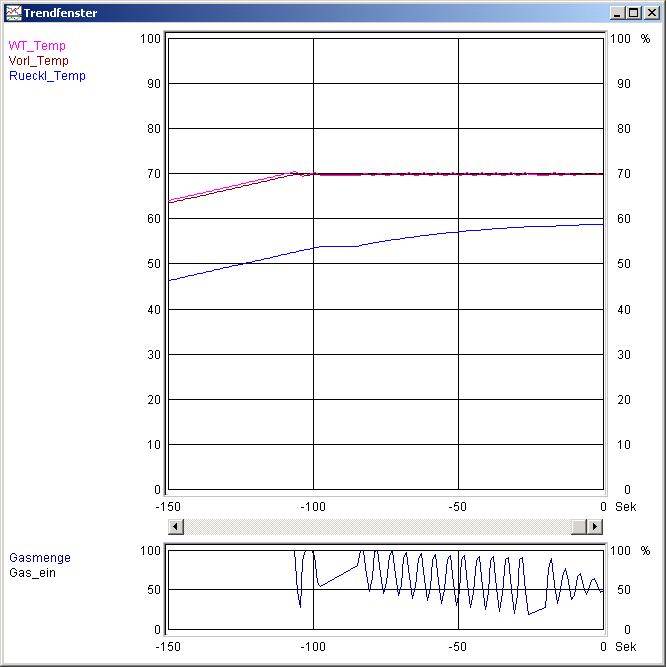 Trendfenster
WT_Temp
Vorl_Temp
Rueckl_Temp
100 100 %
90 90
80 80
70 70
60 60
50 50
40 40
30 30
20 20
10 10
0 0
-150 -100 -50 0 Sek
Gasmenge
Gas_ein
100 100 %
50 50
0 0
-150 -100 -50 0 Sek